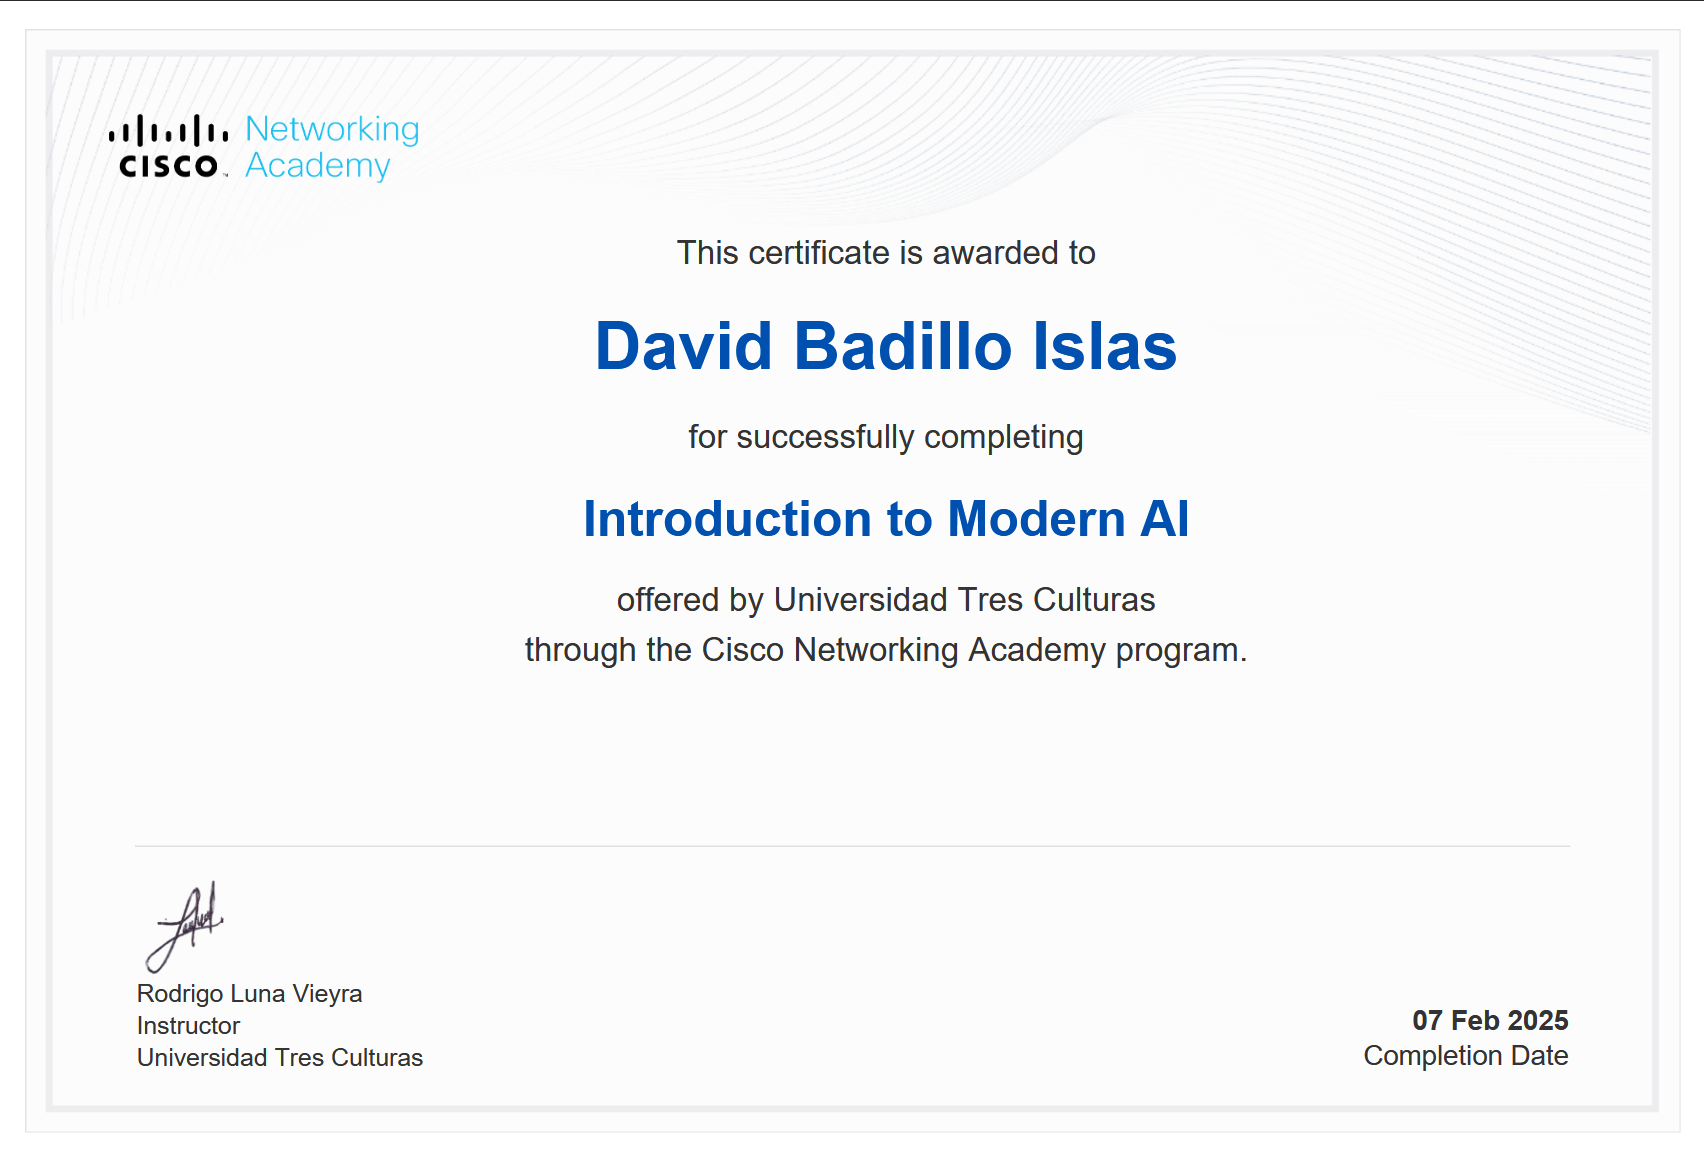 CISCO Networking Academy
This certificate is awarded to
David Badillo Islas
for successfully completing
Introduction to Modern AI
offered by Universidad Tres Culturas
through the Cisco Networking Academy program.
Rodrigo Luna Vieyra
Instructor
Universidad Tres Culturas
07 Feb 2025
Completion Date